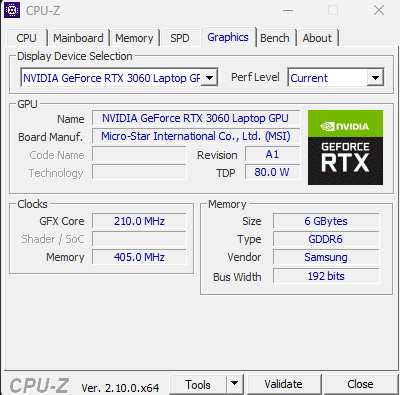 CPU-Z
CPU Mainboard Memory SPD Graphics Bench About
Display Device Selection
NVIDIA GeForce RTX 3060 Laptop GP Perf Level Current
GPU
Name NVIDIA GeForce RTX 3060 Laptop GPU
Board Manuf. Micro-Star International Co., Ltd. (MSI)
Code Name Revision A1
Technology TDP 80.0 W
NVIDIA
GEFORCE
RTX
Clocks
GFX Core 210.0 MHz
Shader / SoC
Memory 405.0 MHz
Memory
Size 6 GBytes
Type GDDR6
Vendor Samsung
Bus Width 192 bits
CPU-Z Ver. 2.10.0.x64 Tools Validate Close